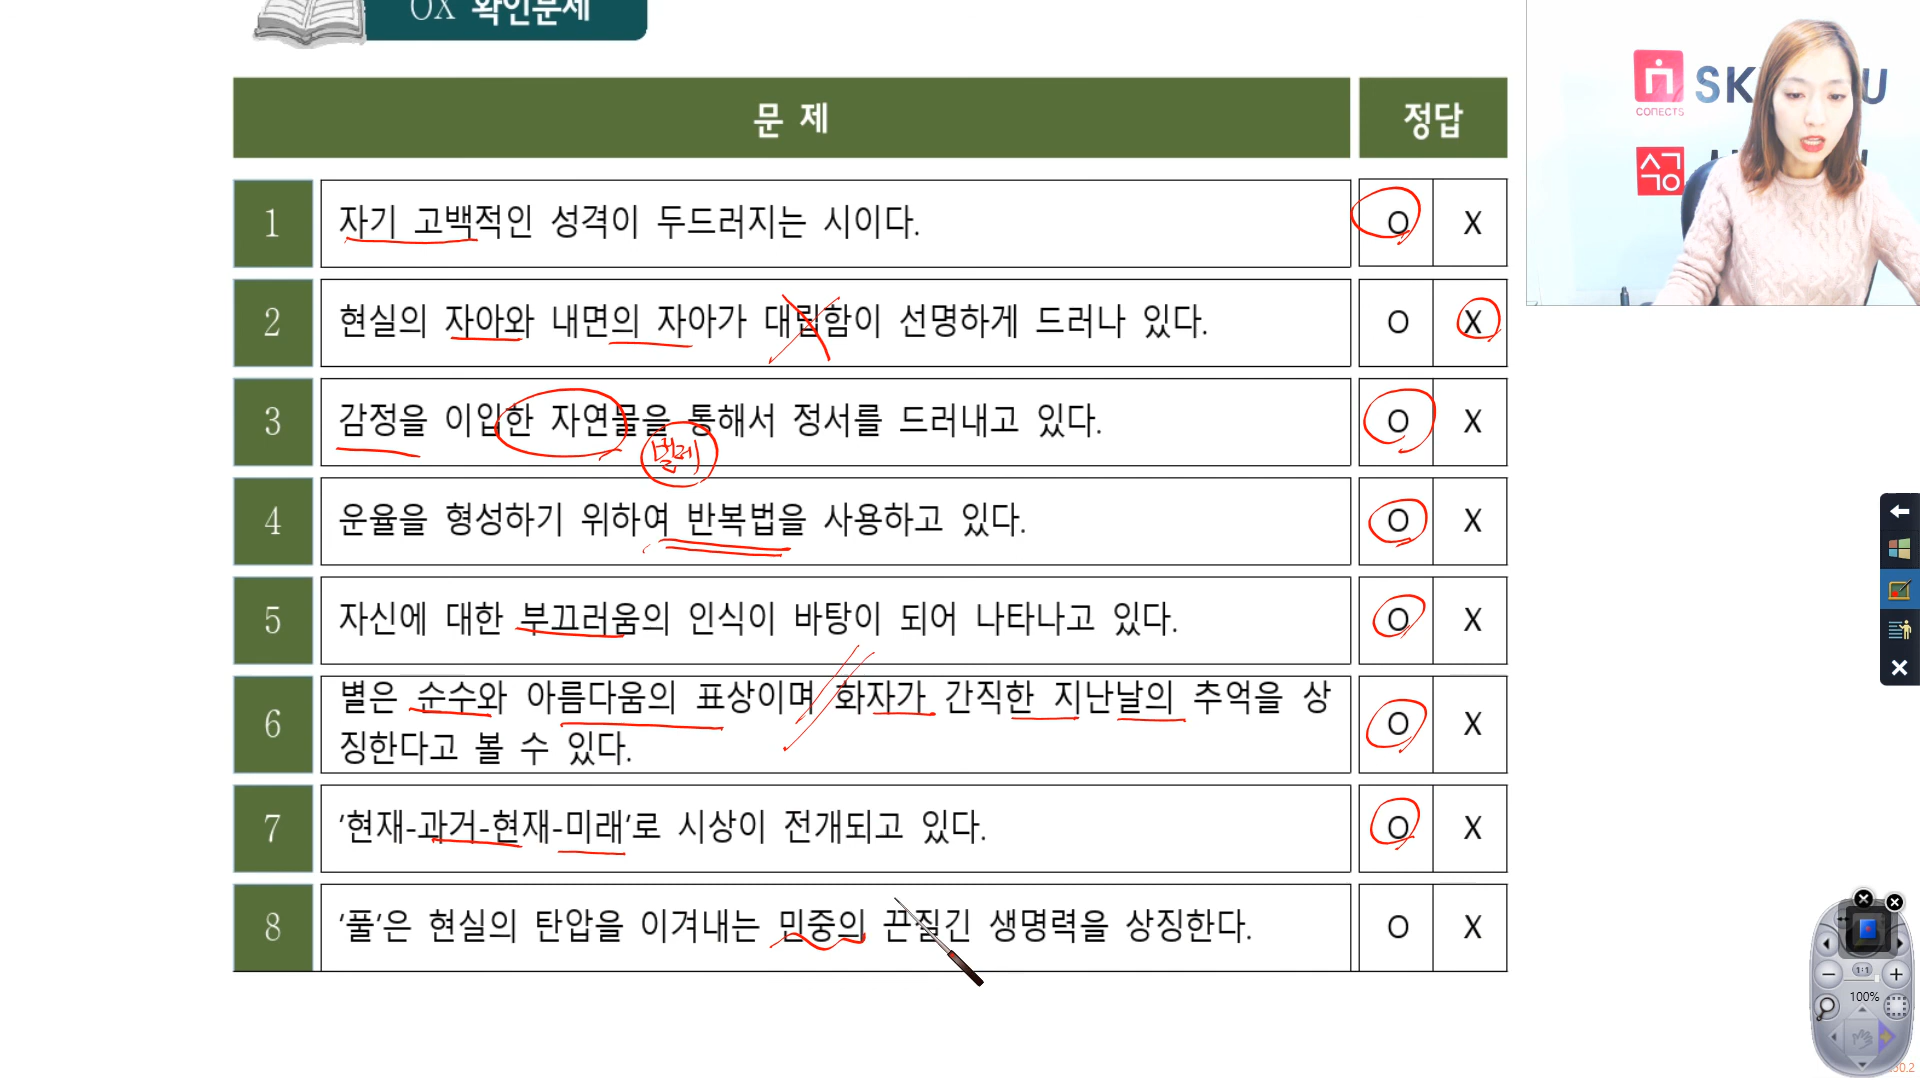 OX 확인문제
문 제 정답
1 자기 고백적인 성격이 두드러지는 시이다. O X
2 현실의 자아와 내면의 자아가 대립함이 선명하게 드러나 있다. O X
3 감정을 이입한 자연물을 통해서 정서를 드러내고 있다. O X
벌레
4 운율을 형성하기 위하여 반복법을 사용하고 있다. O X
5 자신에 대한 부끄러움의 인식이 바탕이 되어 나타나고 있다. O X
6 별은 순수와 아름다움의 표상이며 화자가 간직한 지난날의 추억을 상
징한다고 볼 수 있다. O X
7 '현재-과거-현재-미래'로 시상이 전개되고 있다. O X
8 '풀'은 현실의 탄압을 이겨내는 민중의 끈질긴 생명력을 상징한다. O X
CONECTS
SK U
1:1
100%